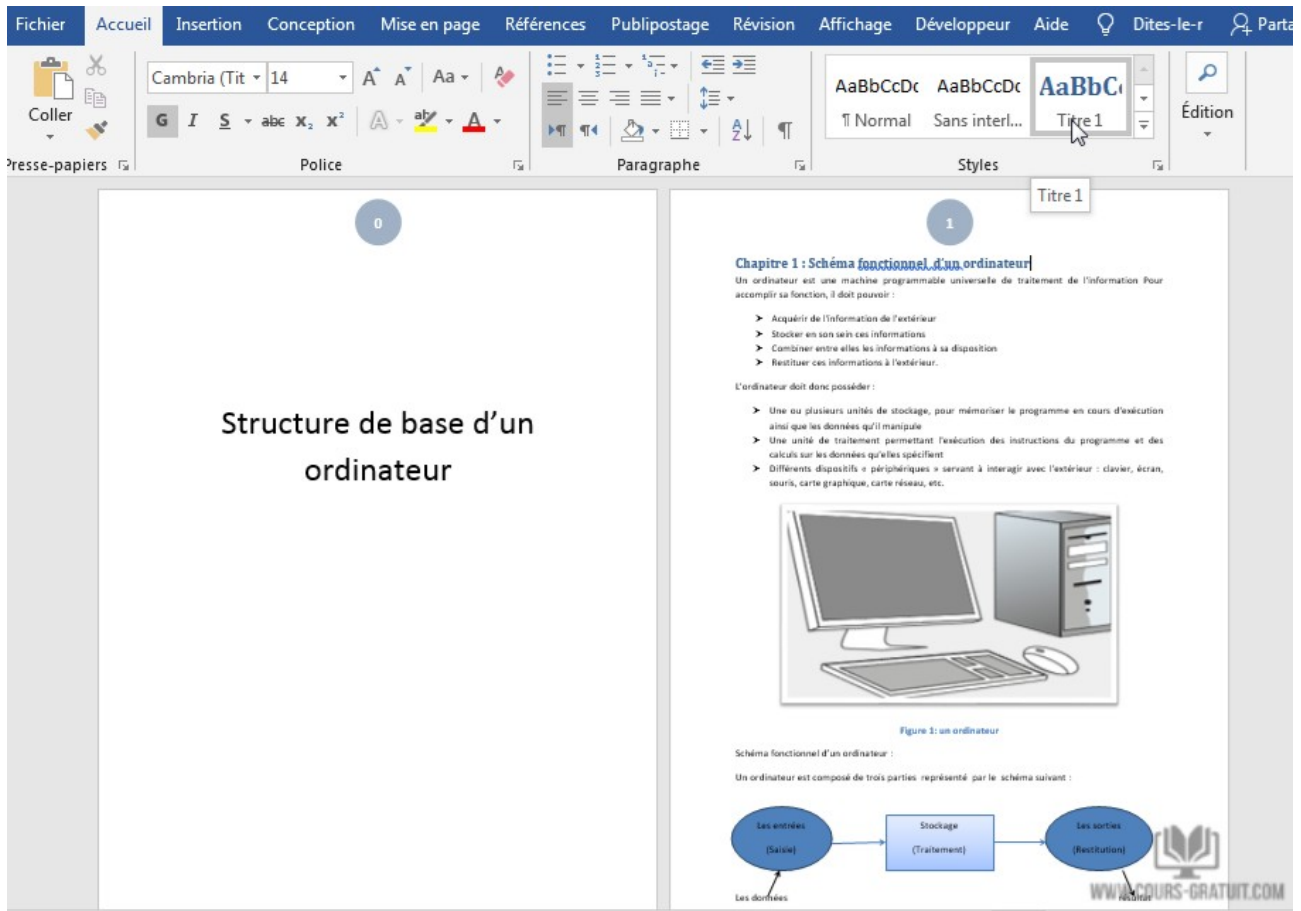 Fichier Accueil Insertion Conception Mise en page Références Publipostage Révision Affichage Développeur Aide Dites-le-r Parta
Coller
Cambria (Tit 14 Aa
G I S abc x₂ x² A aby A
AaBbCcDc AaBbCcDc AaBbCc
¶ Normal Sans interl... Titre 1
Édition
Presse-papiers Police Paragraphe Styles
Titre 1
0
Structure de base d’un
ordinateur
1
Chapitre 1 : Schéma fonctionnel d'un ordinateur
Un ordinateur est une machine programmable universelle de traitement de l'information Pour
accomplir sa fonction, il doit pouvoir :
➤ Acquérir de l'information de l'extérieur
➤ Stocker en son sein ces informations
➤ Combiner entre elles les informations à sa disposition
➤ Restituer ces informations à l'extérieur.
L'ordinateur doit donc posséder :
➤ Une ou plusieurs unités de stockage, pour mémoriser le programme en cours d'exécution
ainsi que les données qu'il manipule
➤ Une unité de traitement permettant l'exécution des instructions du programme et des
calculs sur les données qu'elles spécifient
➤ Différents dispositifs « périphériques » servant à interagir avec l'extérieur : clavier, écran,
souris, carte graphique, carte réseau, etc.
Figure 1: un ordinateur
Schéma fonctionnel d'un ordinateur :
Un ordinateur est composé de trois parties représenté par le schéma suivant :
Les entrées
(Saisie)
Stockage
(Traitement)
Les sorties
(Restitution)
Les données
résultat
WWW.COURS-GRATUIT.COM